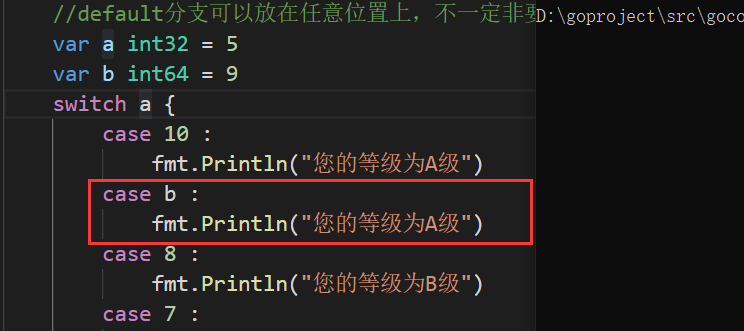 //default分支可以放在任意位置上，不一定非要
var a int32 = 5
var b int64 = 9
switch a {
case 10 :
fmt.Println("您的等级为A级")
case b :
fmt.Println("您的等级为A级")
case 8 :
fmt.Println("您的等级为B级")
case 7 :
D:\goproject\src\goco